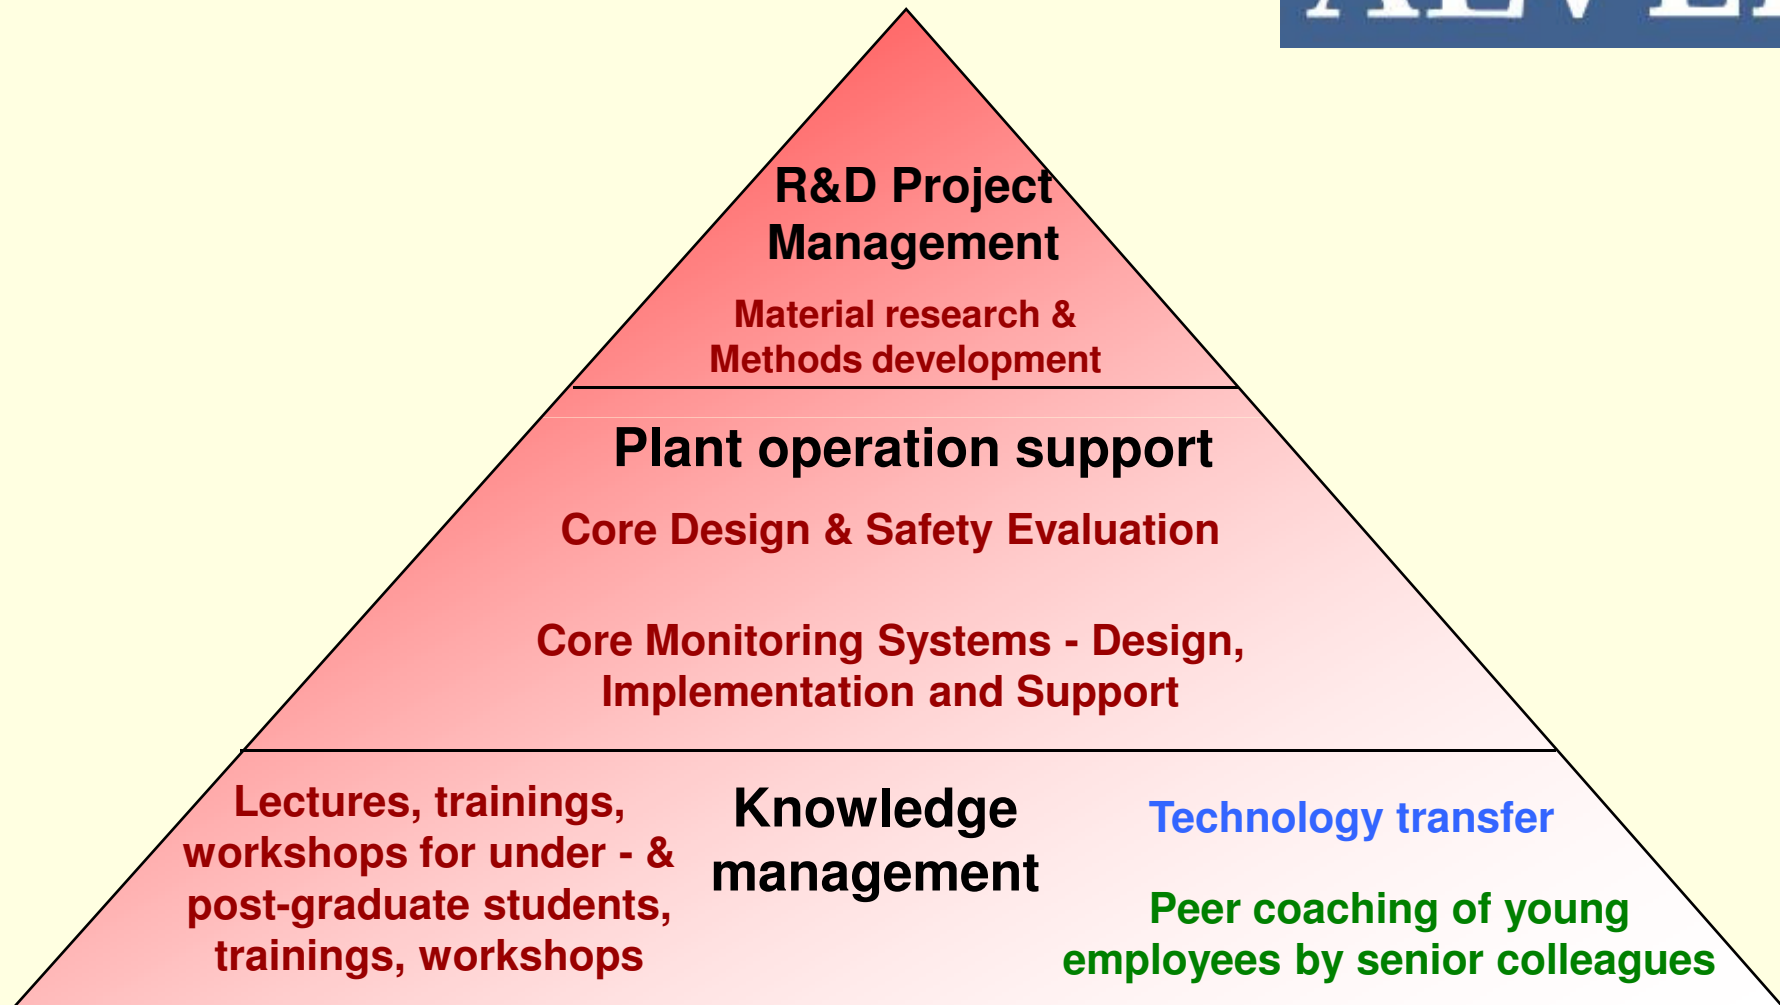 R&D Project
Management
Material research &
Methods development
Plant operation support
Core Design & Safety Evaluation
Core Monitoring Systems - Design,
Implementation and Support
Lectures, trainings,
workshops for under - &
post-graduate students,
trainings, workshops
Knowledge
management
Technology transfer
Peer coaching of young
employees by senior colleagues